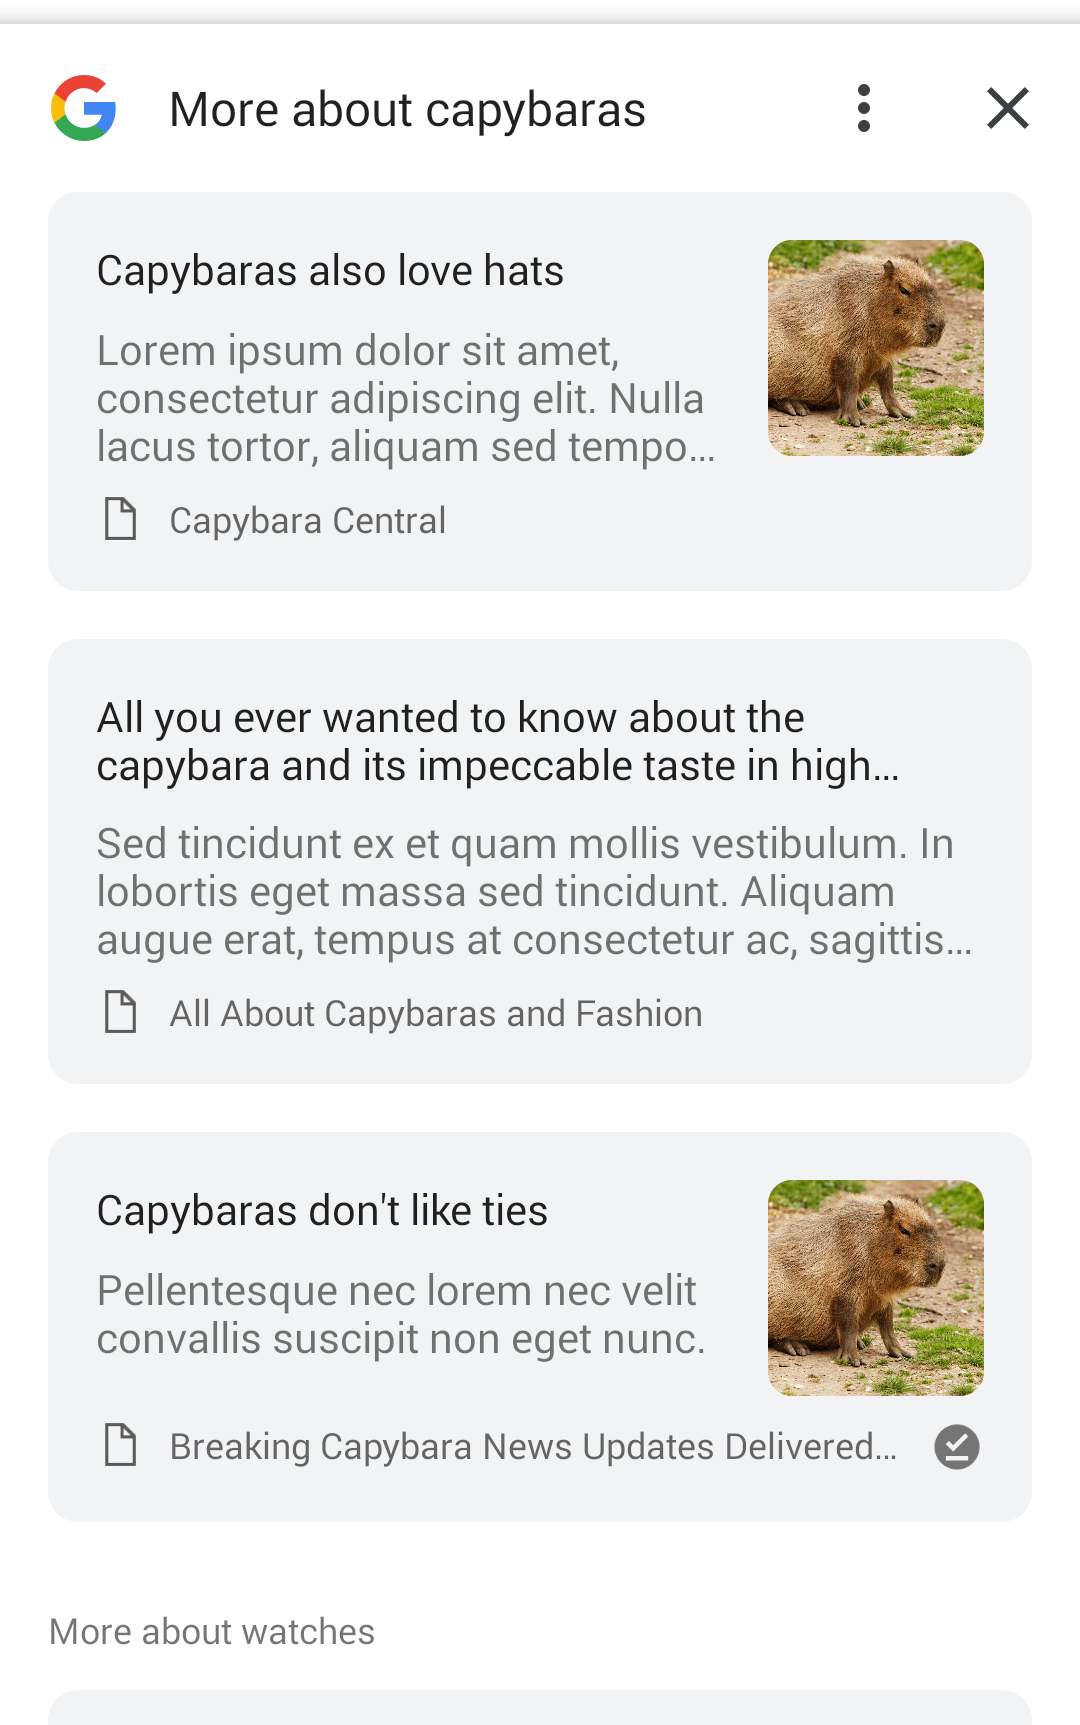 More about capybaras
Capybaras also love hats
Lorem ipsum dolor sit amet,
consectetur adipiscing elit. Nulla
lacus tortor, aliquam sed tempo...
Capybara Central
All you ever wanted to know about the
capybara and its impeccable taste in high...
Sed tincidunt ex et quam mollis vestibulum. In
lobortis eget massa sed tincidunt. Aliquam
augue erat, tempus at consectetur ac, sagittis...
All About Capybaras and Fashion
Capybaras don't like ties
Pellentesque nec lorem nec velit
convallis suscipit non eget nunc.
Breaking Capybara News Updates Delivered...
More about watches